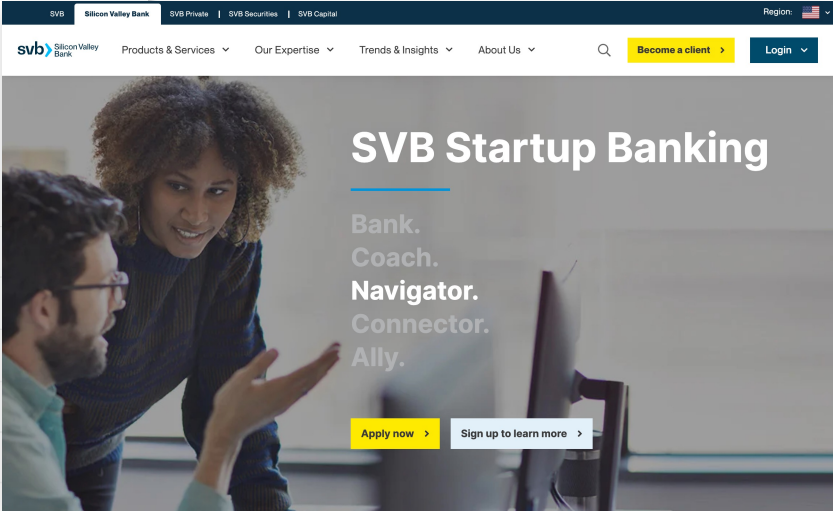 SVB Silicon Valley Bank SVB Private | SVB Securities | SVB Capital Region:
svb Silicon Valley Bank
Products & Services Our Expertise Trends & Insights About Us Become a client Login
SVB Startup Banking
Bank.
Coach.
Navigator.
Connector.
Ally.
Apply now Sign up to learn more